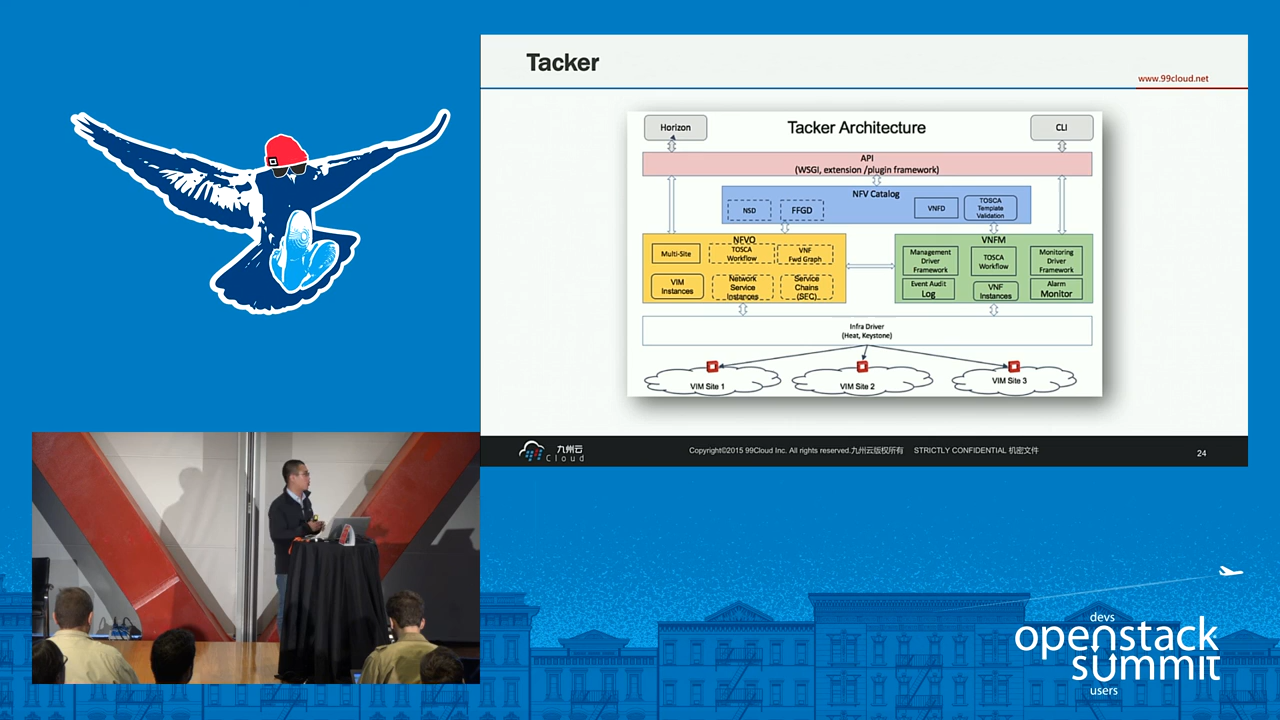 Tacker
www.99cloud.net
Horizon
Tacker Architecture
CLI
API
(WSGI, extension /plugin framework)
NFV Catalog
NSD
FFGD
VNFD
TOSCA
Template
Validation
NFVO
Multi-Site
TOSCA
Workflow
VNF
Fwd Graph
VIM
Instances
Network
Service
Instances
Service
Chains
(SFC)
VNFM
Management
Driver
Framework
TOSCA
Workflow
Monitoring
Driver
Framework
Event Audit
Log
VNF
Instances
Alarm
Monitor
Infra Driver
(Heat, Keystone)
VIM Site 1
VIM Site 2
VIM Site 3
九州云
Cloud
Copyright©2015 99Cloud Inc. All rights reserved.九州云版权所有 STRICTLY CONFIDENTIAL 机密文件
24
devs
openstack
summit
users